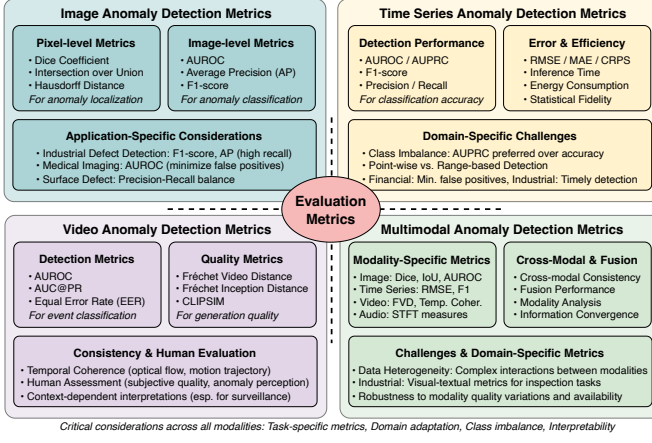 Image Anomaly Detection Metrics
Pixel-level Metrics
• Dice Coefficient
• Intersection over Union
• Hausdorff Distance
For anomaly localization
Image-level Metrics
• AUROC
• Average Precision (AP)
• F1-score
For anomaly classification
Application-Specific Considerations
• Industrial Defect Detection: F1-score, AP (high recall)
• Medical Imaging: AUROC (minimize false positives)
• Surface Defect: Precision-Recall balance
Time Series Anomaly Detection Metrics
Detection Performance
• AUROC / AUPRC
• F1-score
• Precision / Recall
For classification accuracy
Error & Efficiency
• RMSE / MAE / CRPS
• Inference Time
• Energy Consumption
• Statistical Fidelity
Domain-Specific Challenges
• Class Imbalance: AUPRC preferred over accuracy
• Point-wise vs. Range-based Detection
• Financial: Min. false positives, Industrial: Timely detection
Evaluation
Metrics
Video Anomaly Detection Metrics
Detection Metrics
• AUROC
• AUC@PR
• Equal Error Rate (EER)
For event classification
Quality Metrics
• Fréchet Video Distance
• Fréchet Inception Distance
• CLIPSIM
For generation quality
Consistency & Human Evaluation
• Temporal Coherence (optical flow, motion trajectory)
• Human Assessment (subjective quality, anomaly perception)
• Context-dependent interpretations (esp. for surveillance)
Multimodal Anomaly Detection Metrics
Modality-Specific Metrics
• Image: Dice, IoU, AUROC
• Time Series: RMSE, F1
• Video: FVD, Temp. Coher.
• Audio: STFT measures
Cross-Modal & Fusion
• Cross-modal Consistency
• Fusion Performance
• Modality Analysis
• Information Convergence
Challenges & Domain-Specific Metrics
• Data Heterogeneity: Complex interactions between modalities
• Industrial: Visual-textual metrics for inspection tasks
• Robustness to modality quality variations and availability
Critical considerations across all modalities: Task-specific metrics, Domain adaptation, Class imbalance, Interpretability